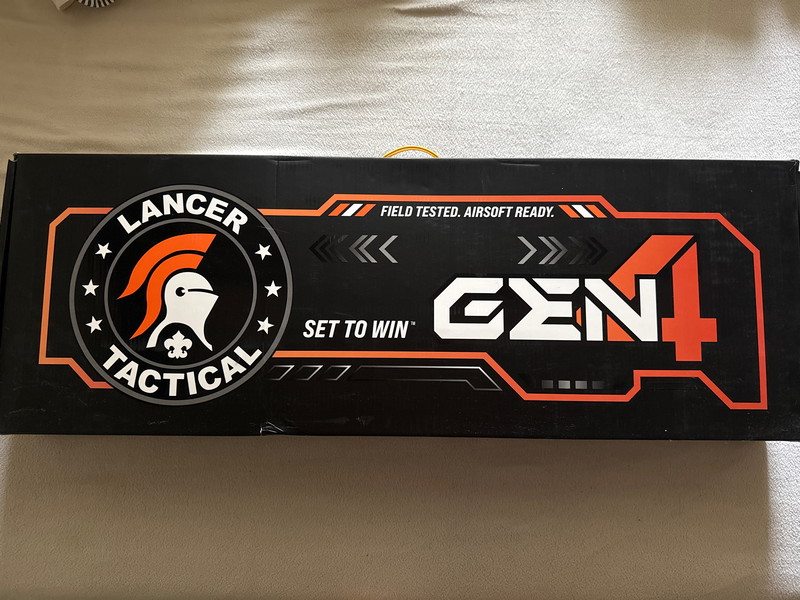 LANCER
TACTICAL
FIELD TESTED. AIRSOFT READY.
SET TO WIN™
GEN4